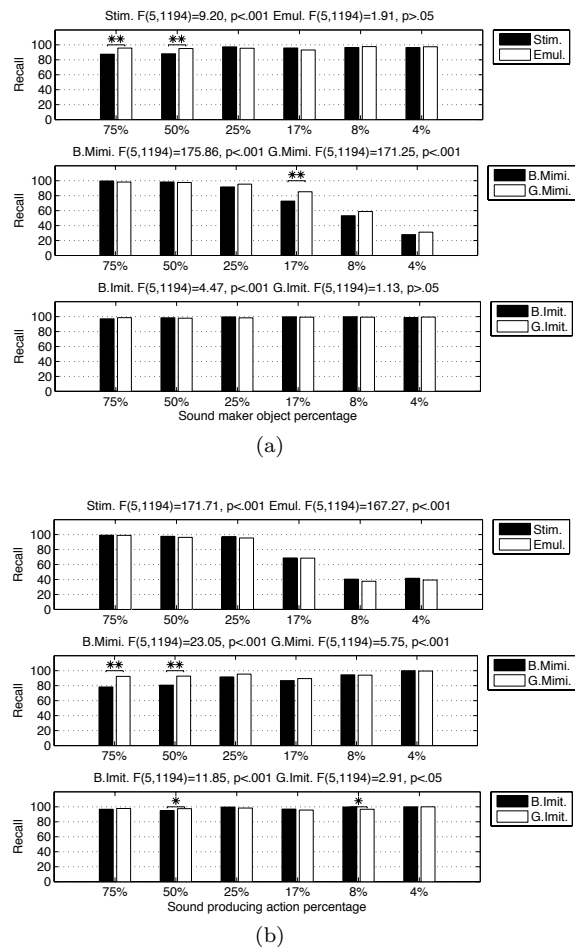 Stim. F(5,1194)=9.20, p<.001 Emul. F(5,1194)=1.91, p>.05
100
80
60
40
20
0
Recall
** **
75% 50% 25% 17% 8% 4%
Stim.
Emul.
B.Mimi. F(5,1194)=175.86, p<.001 G.Mimi. F(5,1194)=171.25, p<.001
100
80
60
40
20
0
Recall
**
75% 50% 25% 17% 8% 4%
B.Mimi.
G.Mimi.
B.Imit. F(5,1194)=4.47, p<.001 G.Imit. F(5,1194)=1.13, p>.05
100
80
60
40
20
0
Recall
75% 50% 25% 17% 8% 4%
B.Imit.
G.Imit.
Sound maker object percentage
(a)
Stim. F(5,1194)=171.71, p<.001 Emul. F(5,1194)=167.27, p<.001
100
80
60
40
20
0
Recall
75% 50% 25% 17% 8% 4%
Stim.
Emul.
B.Mimi. F(5,1194)=23.05, p<.001 G.Mimi. F(5,1194)=5.75, p<.001
100
80
60
40
20
0
Recall
** **
75% 50% 25% 17% 8% 4%
B.Mimi.
G.Mimi.
B.Imit. F(5,1194)=11.85, p<.001 G.Imit. F(5,1194)=2.91, p<.05
100
80
60
40
20
0
Recall
* *
75% 50% 25% 17% 8% 4%
B.Imit.
G.Imit.
Sound producing action percentage
(b)